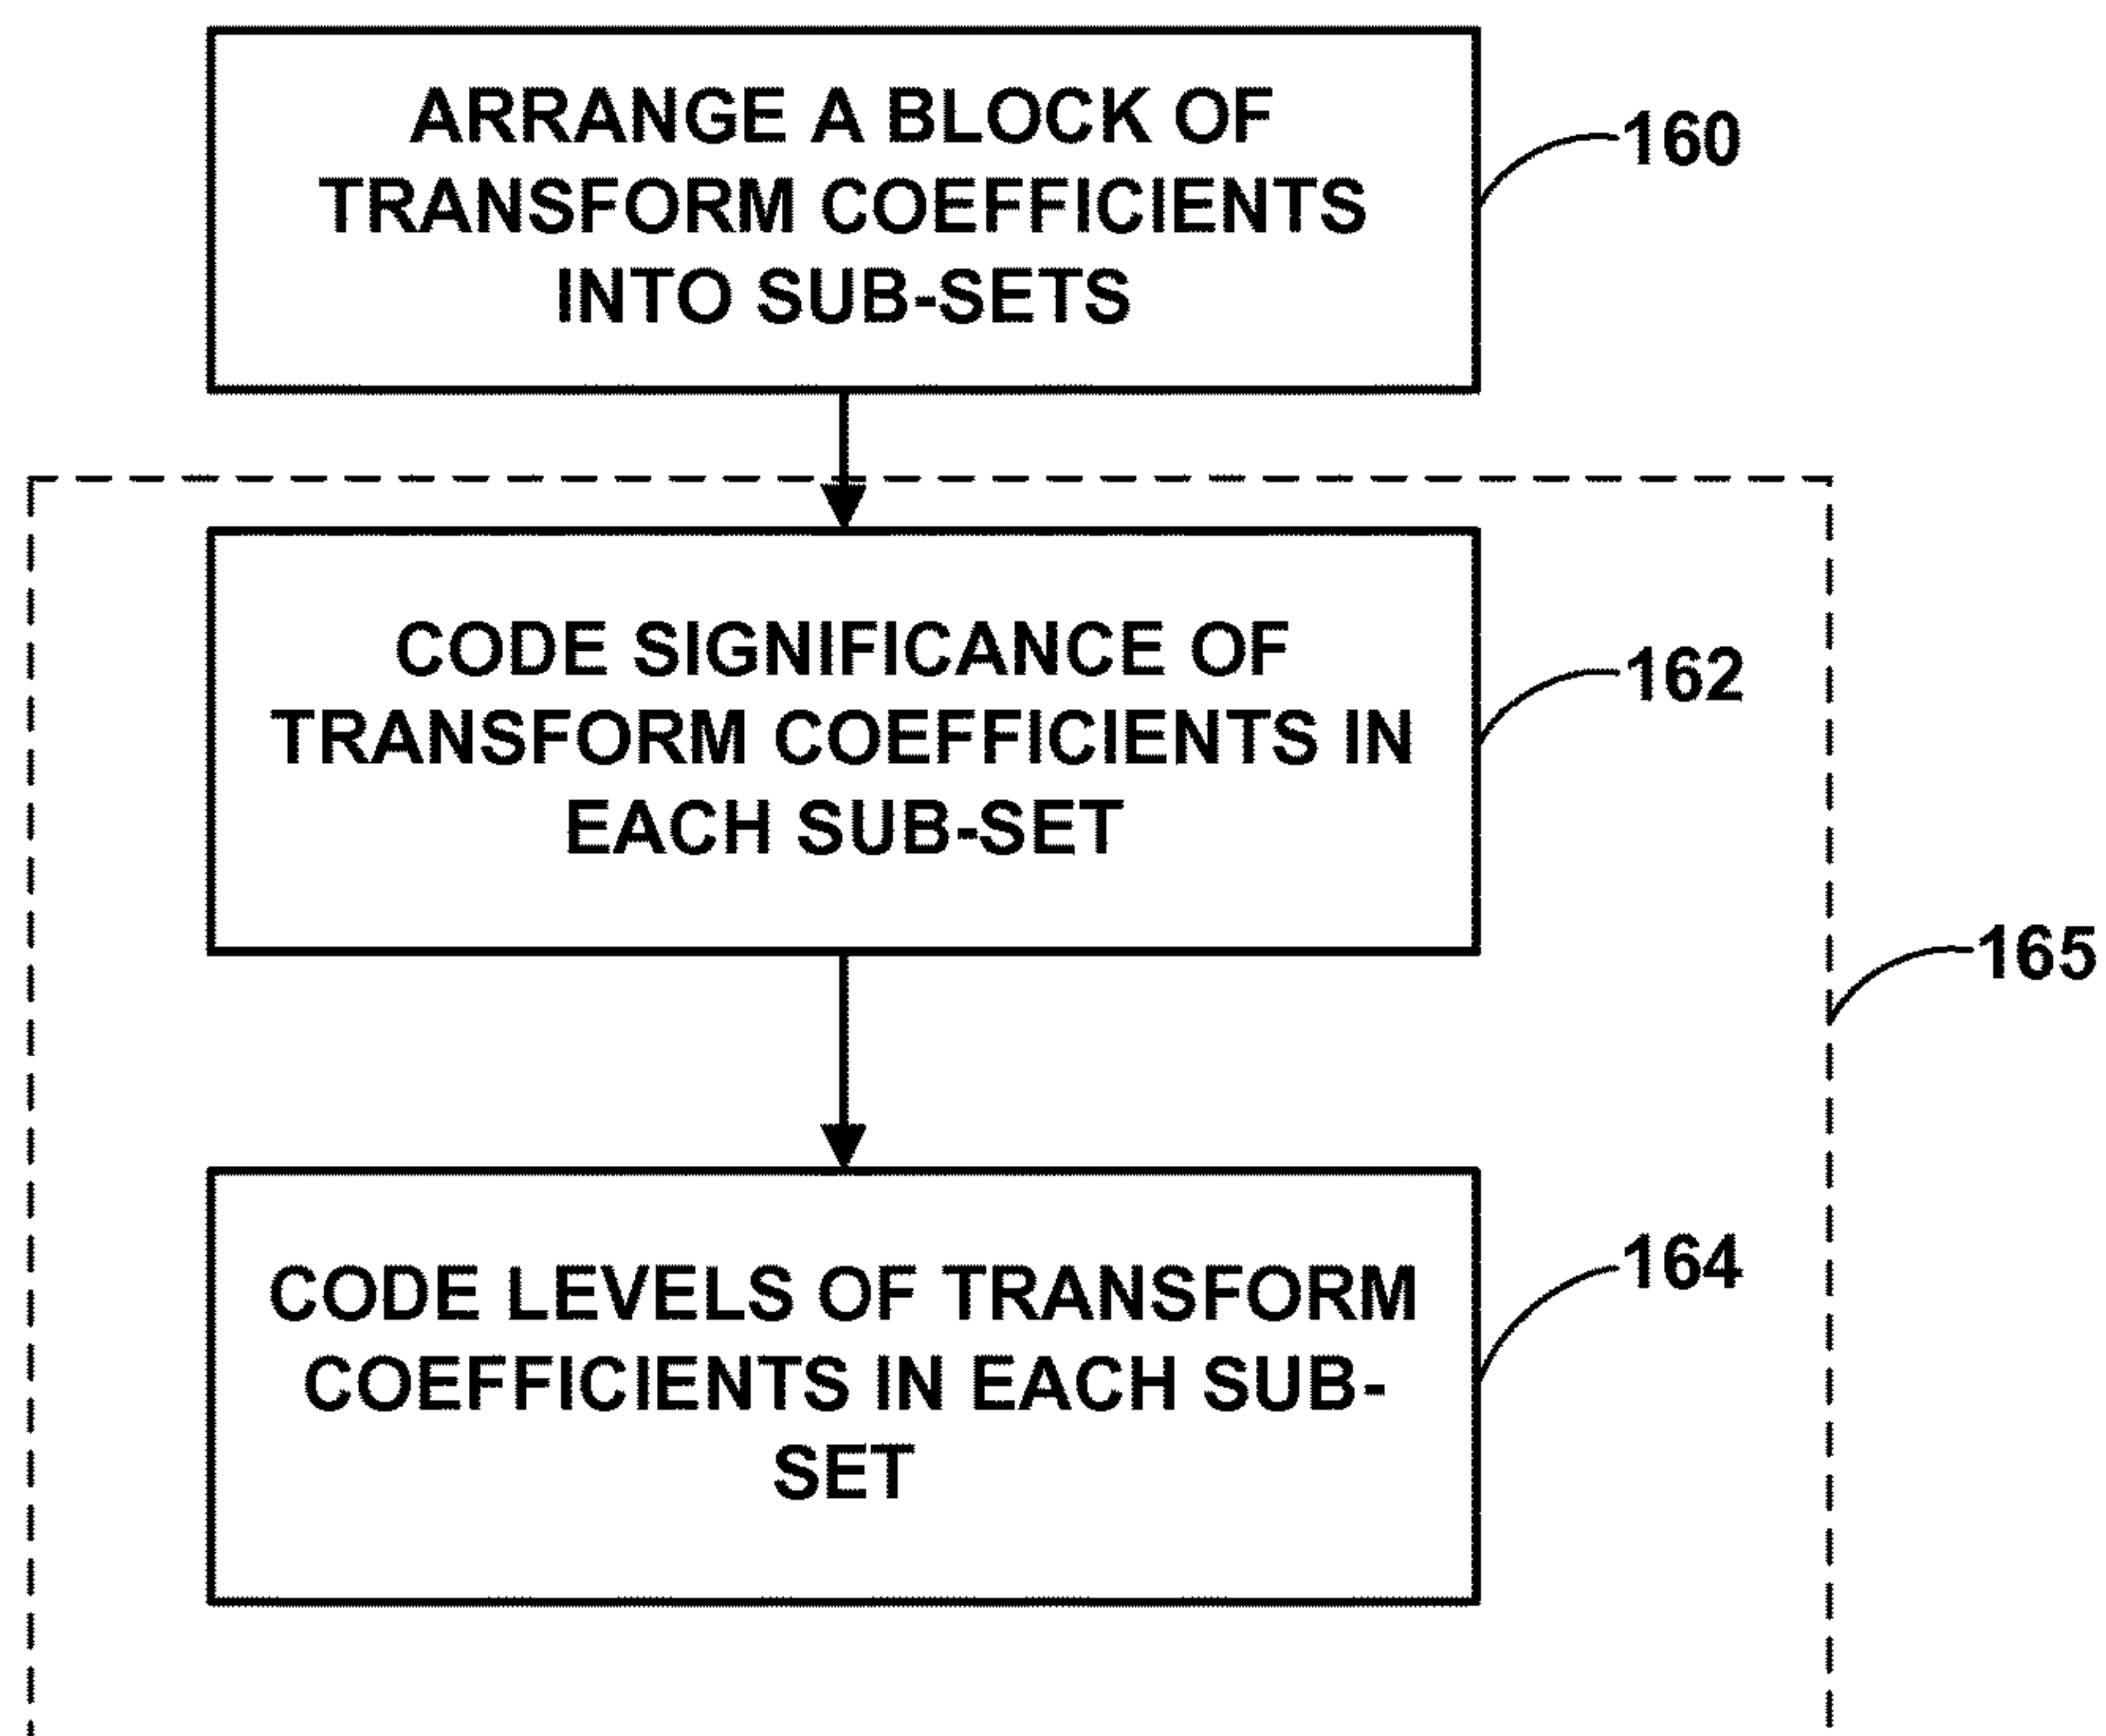 ARRANGE A BLOCK OF
TRANSFORM COEFFICIENTS
INTO SUB-SETS
160
CODE SIGNIFICANCE OF
TRANSFORM COEFFICIENTS IN
EACH SUB-SET
162
165
CODE LEVELS OF TRANSFORM
COEFFICIENTS IN EACH SUB-
SET
164